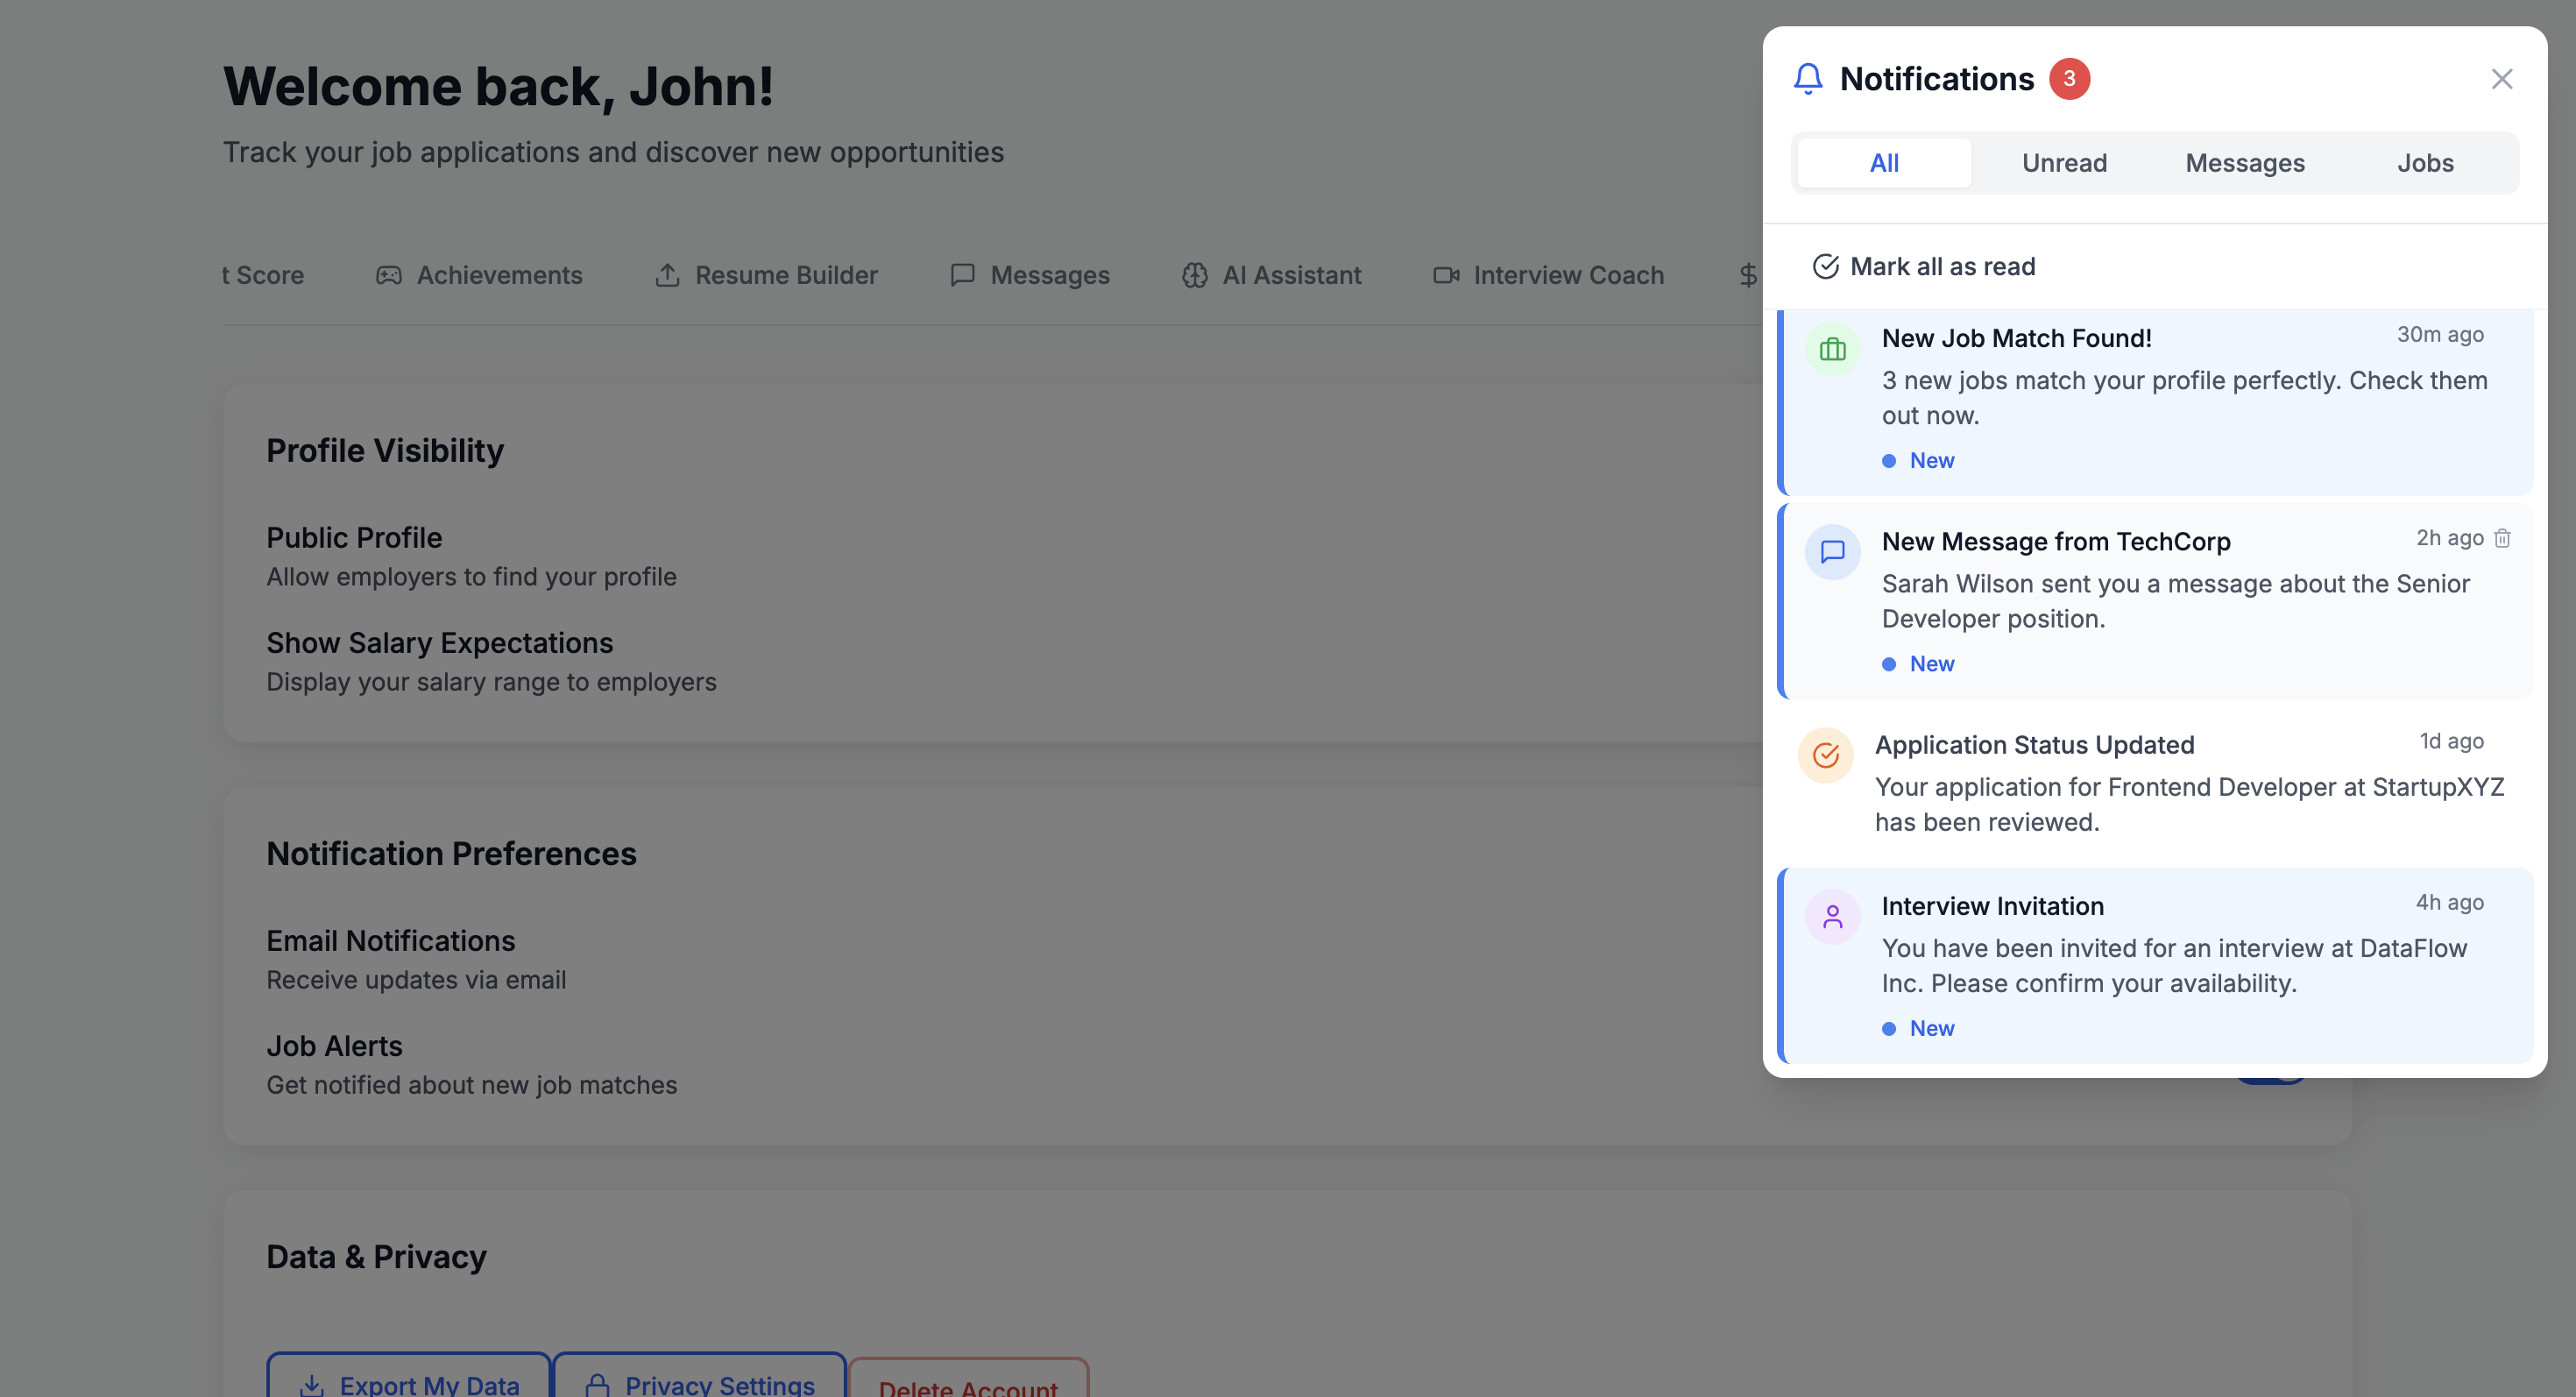 Welcome back, John!
Track your job applications and discover new opportunities
t Score
Achievements
Resume Builder
Messages
AI Assistant
Interview Coach
$
Profile Visibility
Public Profile
Allow employers to find your profile
Show Salary Expectations
Display your salary range to employers
Notification Preferences
Email Notifications
Receive updates via email
Job Alerts
Get notified about new job matches
Data & Privacy
Export My Data
Privacy Settings
Delete Account
Notifications
3
All
Unread
Messages
Jobs
Mark all as read
New Job Match Found!
30m ago
3 new jobs match your profile perfectly. Check them
out now.
New
New Message from TechCorp
2h ago
Sarah Wilson sent you a message about the Senior
Developer position.
New
Application Status Updated
1d ago
Your application for Frontend Developer at StartupXYZ
has been reviewed.
Interview Invitation
4h ago
You have been invited for an interview at DataFlow
Inc. Please confirm your availability.
New